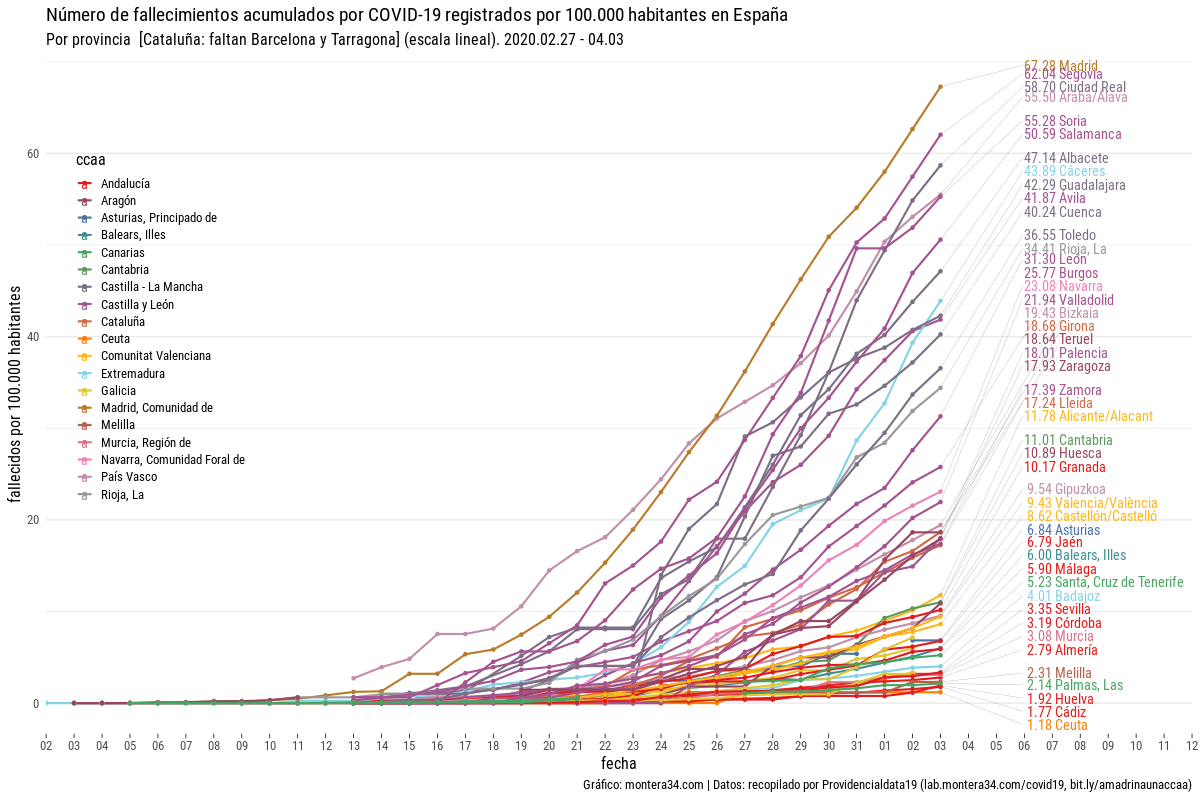 Número de fallecimientos acumulados por COVID-19 registrados por 100.000 habitantes en España
Por provincia [Cataluña: faltan Barcelona y Tarragona] (escala lineal). 2020.02.27 - 04.03
fallecidos por 100.000 habitantes
60
40
20
0
ccaa
Andalucía
Aragón
Asturias, Principado de
Balears, Illes
Canarias
Cantabria
Castilla - La Mancha
Castilla y León
Cataluña
Ceuta
Comunitat Valenciana
Extremadura
Galicia
Madrid, Comunidad de
Melilla
Murcia, Región de
Navarra, Comunidad Foral de
País Vasco
Rioja, La
67.28 Madrid
62.04 Segovia
58.70 Ciudad Real
55.50 Araba/Álava
55.28 Soria
50.59 Salamanca
47.14 Albacete
43.89 Cáceres
42.29 Guadalajara
41.87 Ávila
40.24 Cuenca
36.55 Toledo
34.41 Rioja, La
31.30 León
25.77 Burgos
23.08 Navarra
21.94 Valladolid
19.43 Bizkaia
18.68 Girona
18.64 Teruel
18.01 Palencia
17.93 Zaragoza
17.39 Zamora
17.24 Lleida
11.78 Alicante/Alacant
11.01 Cantabria
10.89 Huesca
10.17 Granada
9.54 Gipuzkoa
9.43 Valencia/València
8.62 Castellón/Castelló
6.84 Asturias
6.79 Jaén
6.00 Balears, Illes
5.90 Málaga
5.23 Santa, Cruz de Tenerife
4.01 Badajoz
3.35 Sevilla
3.19 Córdoba
3.08 Murcia
2.79 Almería
2.31 Melilla
2.14 Palmas, Las
1.92 Huelva
1.77 Cádiz
1.18 Ceuta
02 03 04 05 06 07 08 09 10 11 12 13 14 15 16 17 18 19 20 21 22 23 24 25 26 27 28 29 30 31 01 02 03 04 05 06 07 08 09 10 11 12
fecha
Gráfico: montera34.com | Datos: recopilado por Providencialdata19 (lab.montera34.com/covid19, bit.ly/amadrinaunaccaa)